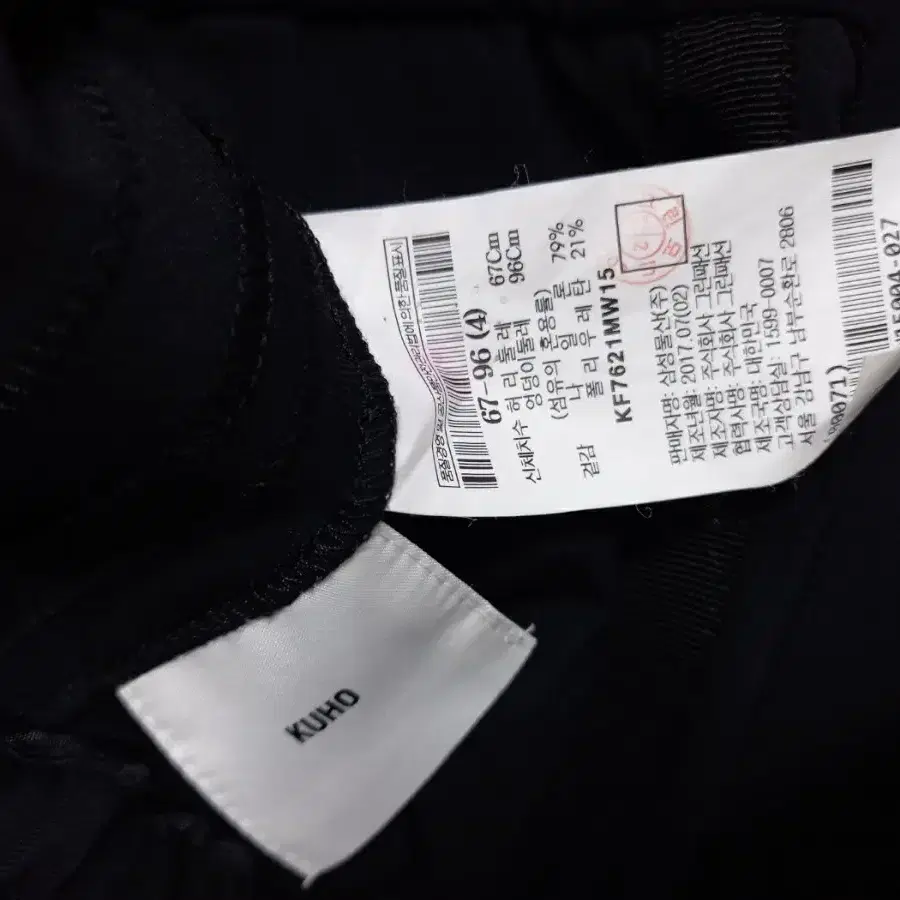 67-96 (4)
신체치수 허리둘레 67Cm
엉덩이둘레 96Cm
(섬유의 혼용률)
겉감 나일론 79%
폴리우레탄 21%
KF7621MW15
판매자명: 삼성물산(주)
제조년월: 2017.07(02)
제조자명: 주식회사 그린패션
협력사명: 주식회사 그린패션
제조국명: 대한민국
고객상담실: 1599-0007
서울 강남구 남부순환로 2806
KUHO